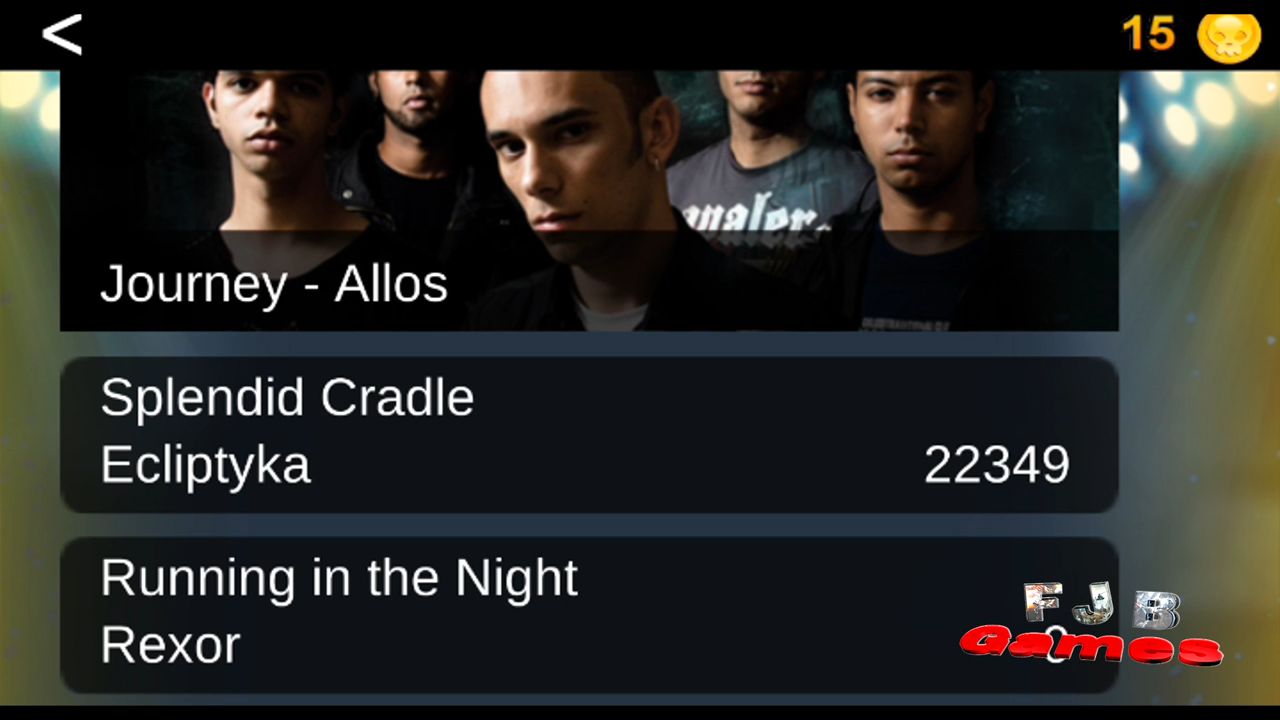 <
15
Journey - Allos
Splendid Cradle
Ecliptyka
22349
Running in the Night
Rexor
FJB
Games